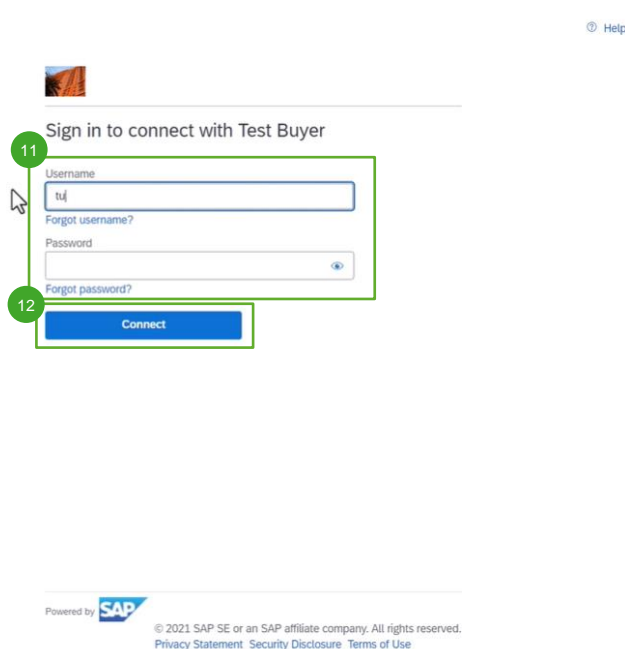 Help
Sign in to connect with Test Buyer
11
Username
tu
Forgot username?
Password
Forgot password?
12
Connect
Powered by SAP
© 2021 SAP SE or an SAP affiliate company. All rights reserved.
Privacy Statement Security Disclosure Terms of Use